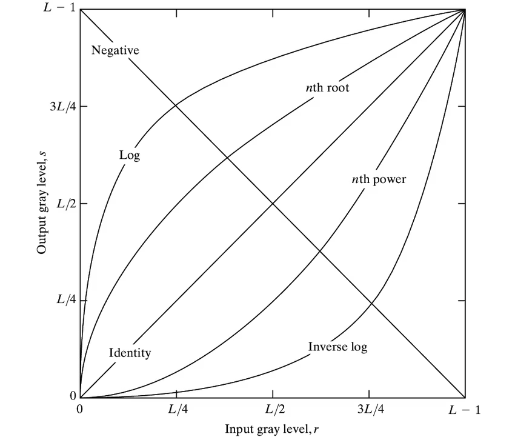 L − 1
Negative
nth root
3L/4
Log
nth power
Output gray level, s
L/2
L/4
Identity
Inverse log
0
0 L/4 L/2 3L/4 L − 1
Input gray level, r